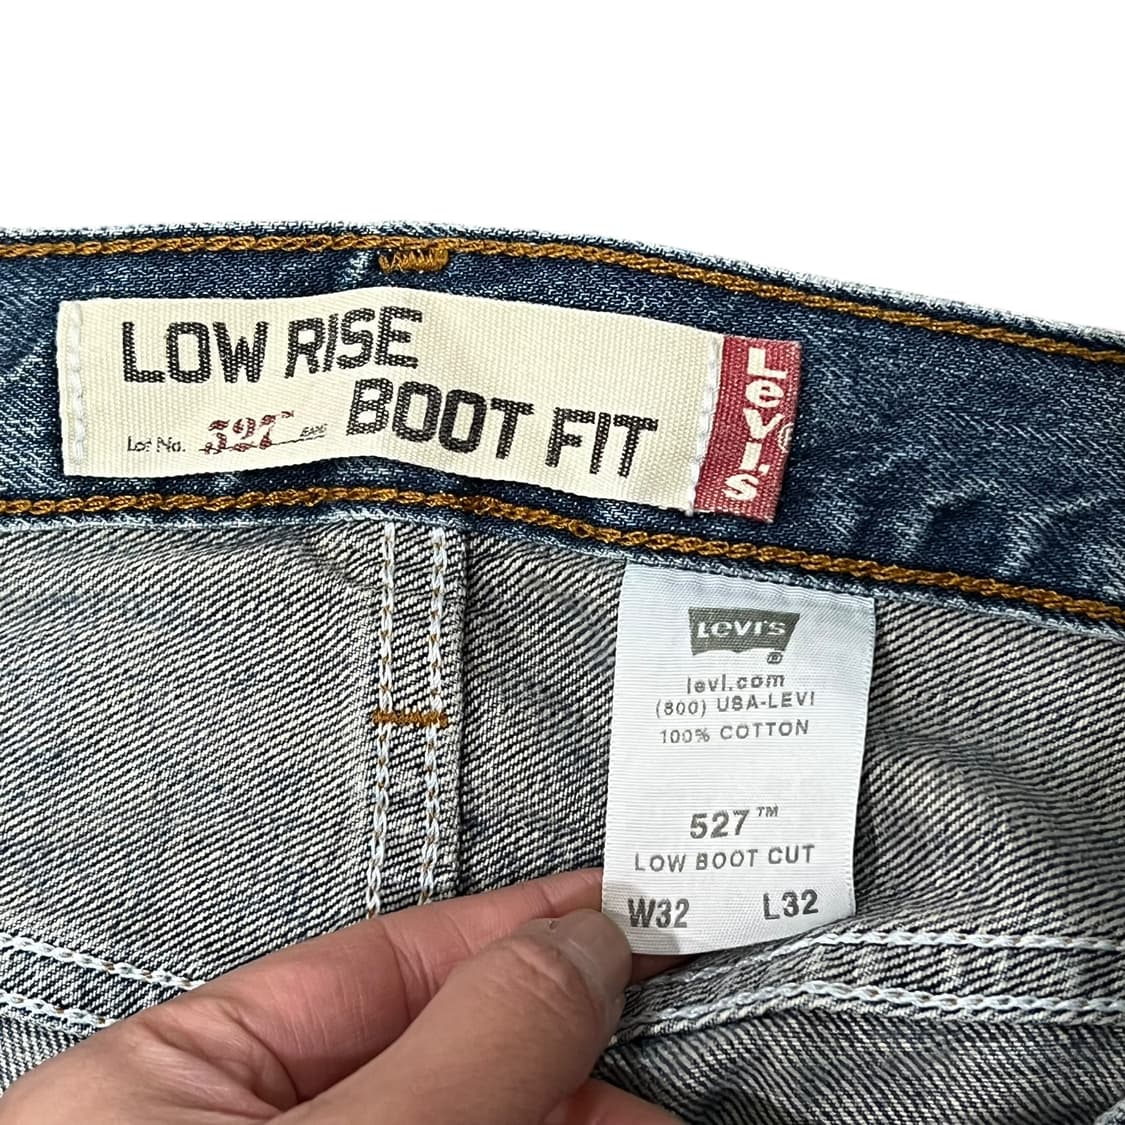 LOW RISE
Lot No. 527 JEANS BOOT FIT
LEVI'S®
LEVI'S
®
levi.com
(800) USA-LEVI
100% COTTON
527™
LOW BOOT CUT
W32 L32